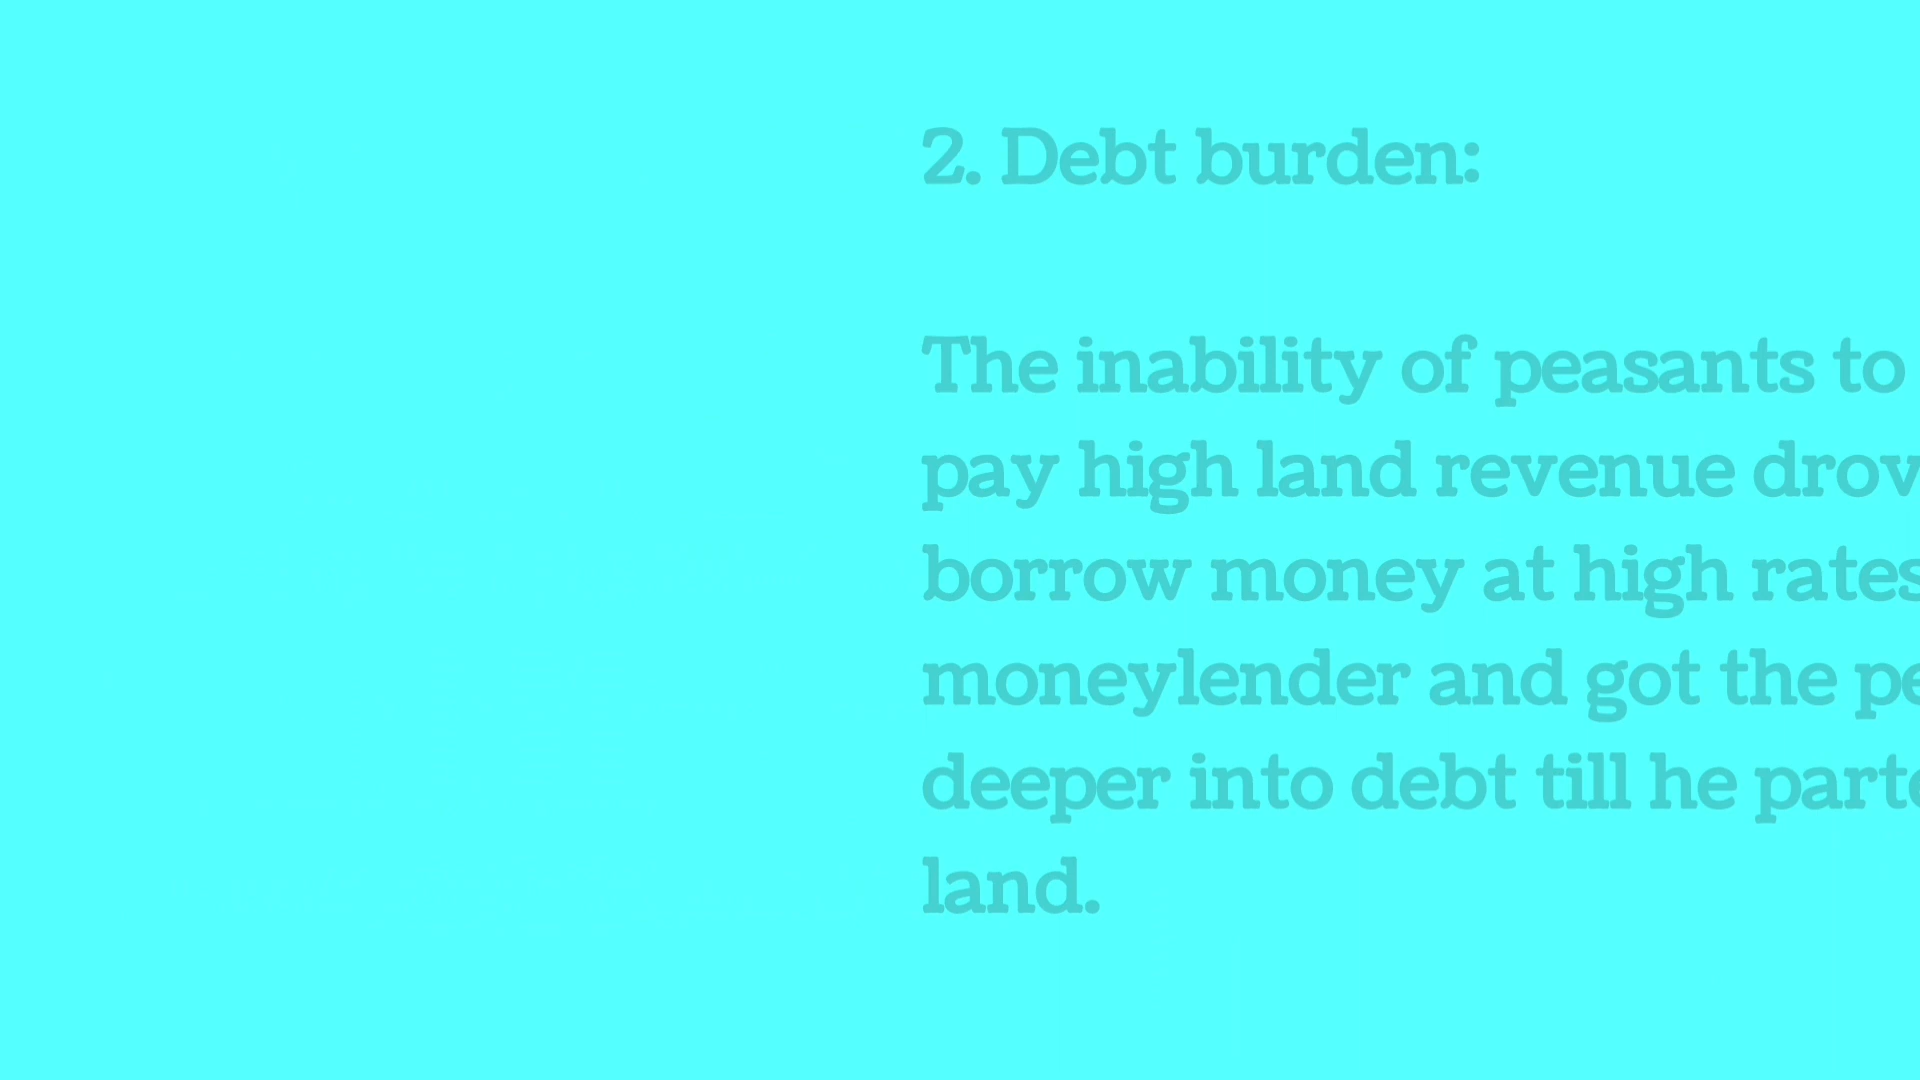 2. Debt burden:
The inability of peasants to
pay high land revenue drov
borrow money at high rates
moneylender and got the pe
deeper into debt till he parte
land.